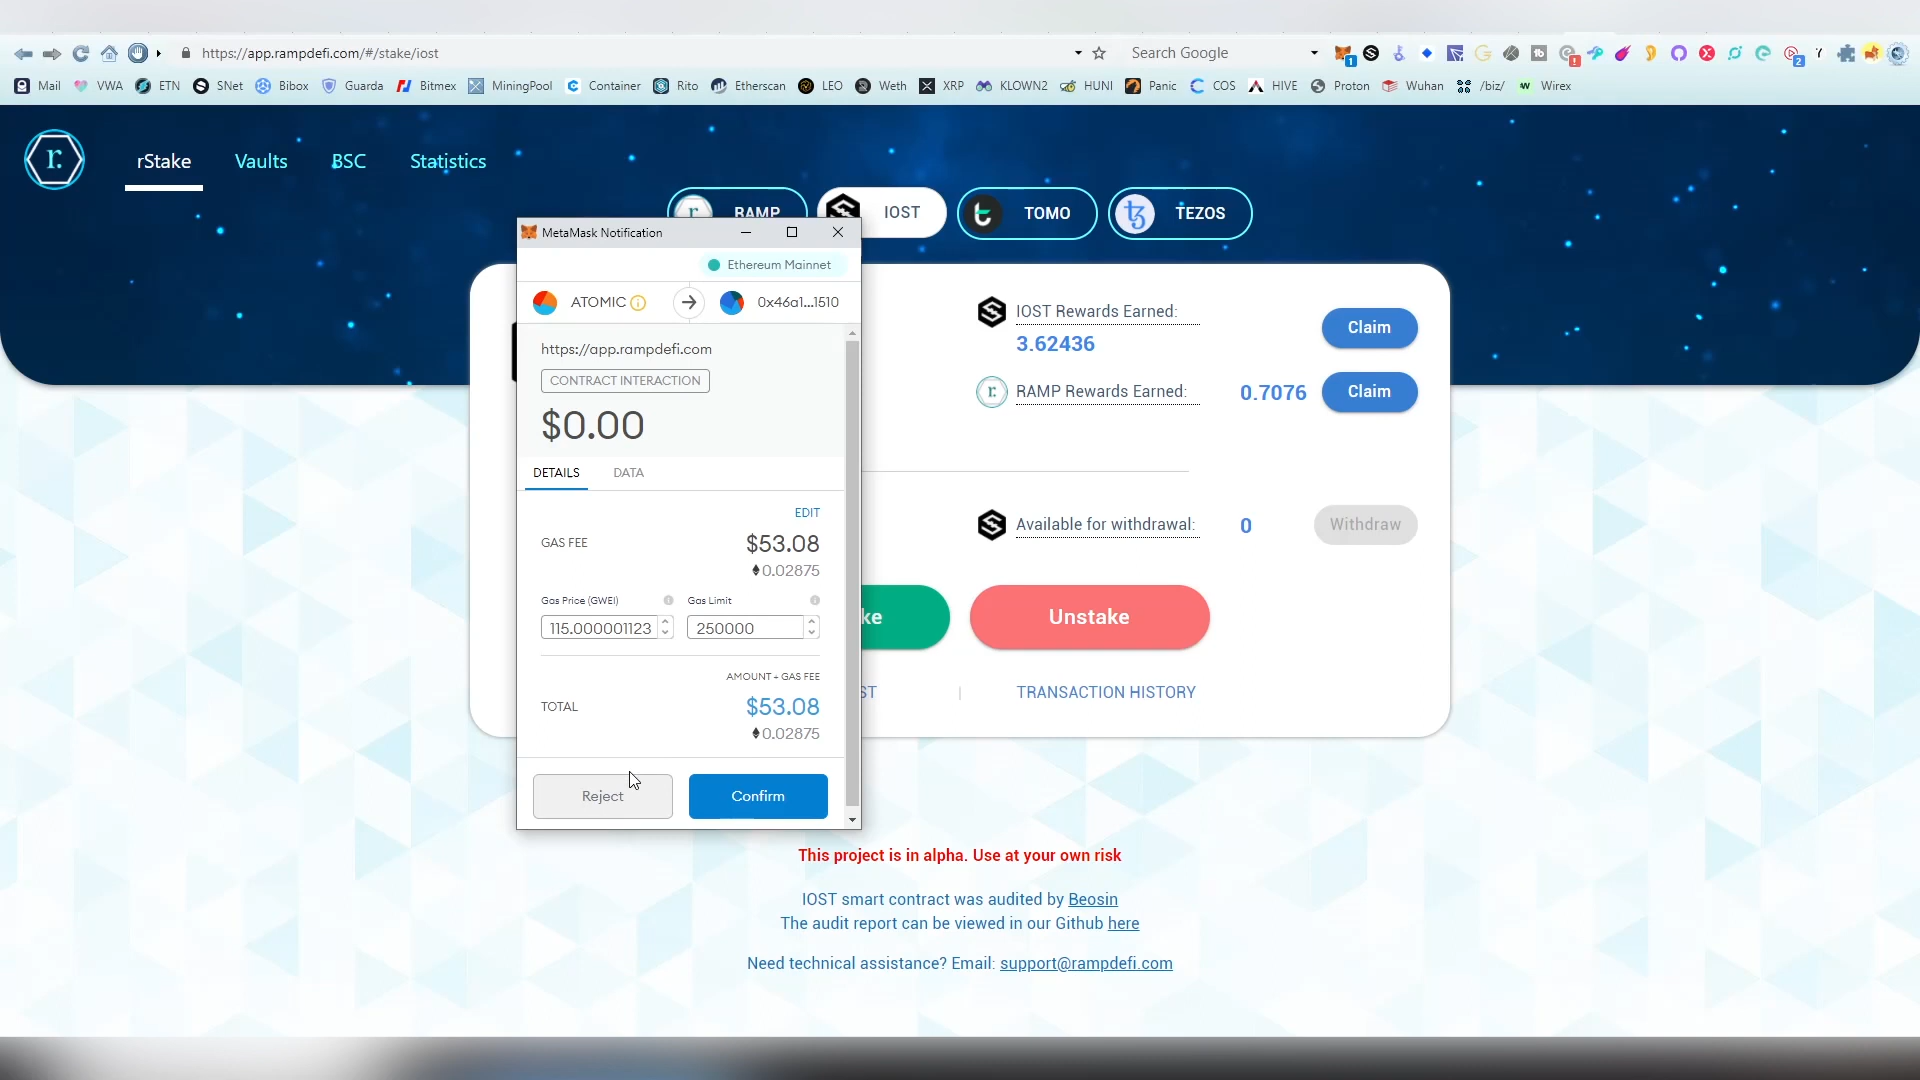 https://app.rampdefi.com/#/stake/iost
Search Google
1
2
Mail
VWA
ETN
SNet
Bibox
Guarda
Bitmex
MiningPool
Container
Rito
Etherscan
LEO
Weth
XRP
KLOWN2
HUNI
Panic
COS
HIVE
Proton
Wuhan
/biz/
Wirex
r.
rStake
Vaults
BSC
Statistics
RAMP
IOST
TOMO
TEZOS
MetaMask Notification
Ethereum Mainnet
ATOMIC
0x46a1...1510
https://app.rampdefi.com
CONTRACT INTERACTION
$0.00
DETAILS
DATA
EDIT
GAS FEE
$53.08
0.02875
Gas Price (GWEI)
Gas Limit
115.000001123
250000
AMOUNT + GAS FEE
TOTAL
$53.08
0.02875
Reject
Confirm
IOST Rewards Earned:
3.62436
Claim
r.
RAMP Rewards Earned:
0.7076
Claim
Available for withdrawal:
0
Withdraw
ke
Unstake
ST
|
TRANSACTION HISTORY
This project is in alpha. Use at your own risk
IOST smart contract was audited by Beosin
The audit report can be viewed in our Github here
Need technical assistance? Email: support@rampdefi.com